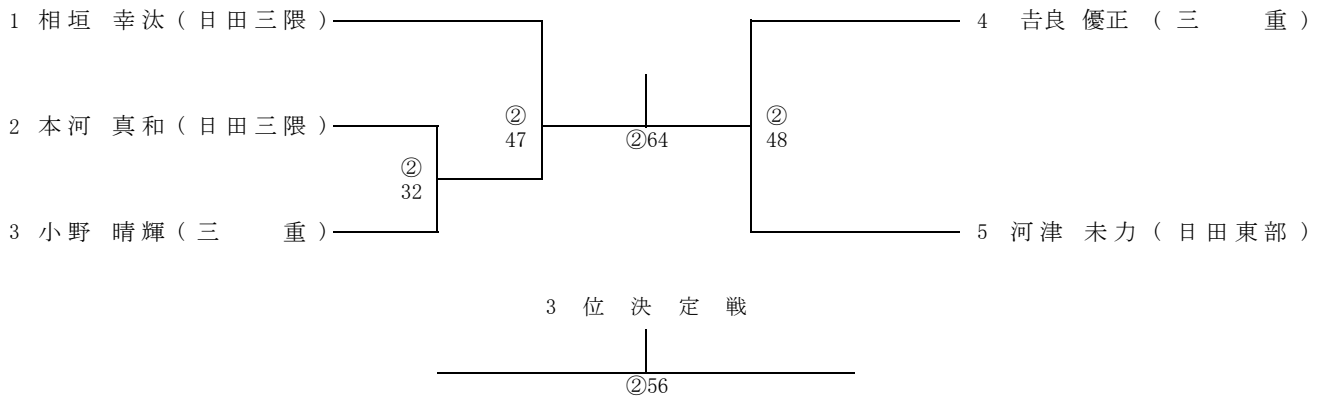 1 相垣 幸汰(日田三隈)
4 吉良 優正 (三 重)
②
47
②
48
2 本河 真和(日田三隈)
②64
②
32
3 小野 晴輝(三 重)
5 河津 未力(日田東部)
3 位 決 定 戦
②56